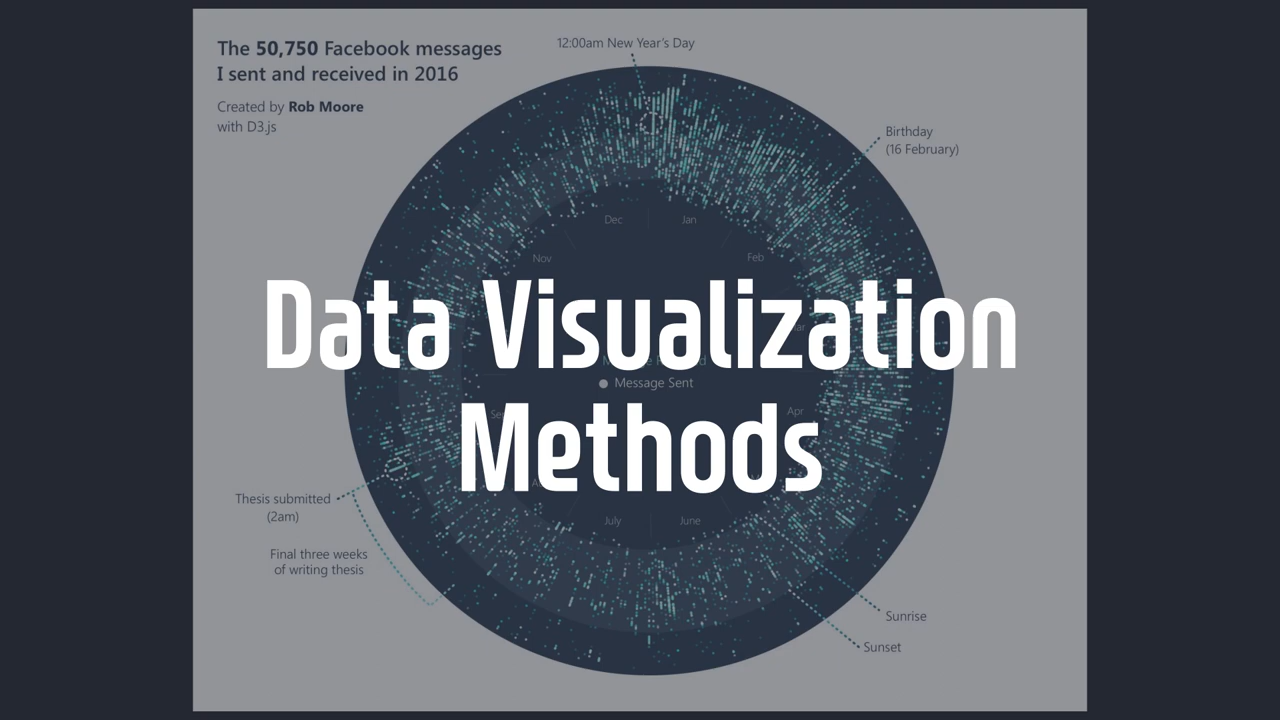 The 50,750 Facebook messages
I sent and received in 2016
Created by Rob Moore
with D3.js
12:00am New Year's Day
Birthday
(16 February)
Dec
Jan
Nov
Feb
Data Visualization
Message Sent
Apr
Methods
July
June
Thesis submitted
(2am)
Final three weeks
of writing thesis
Sunrise
Sunset